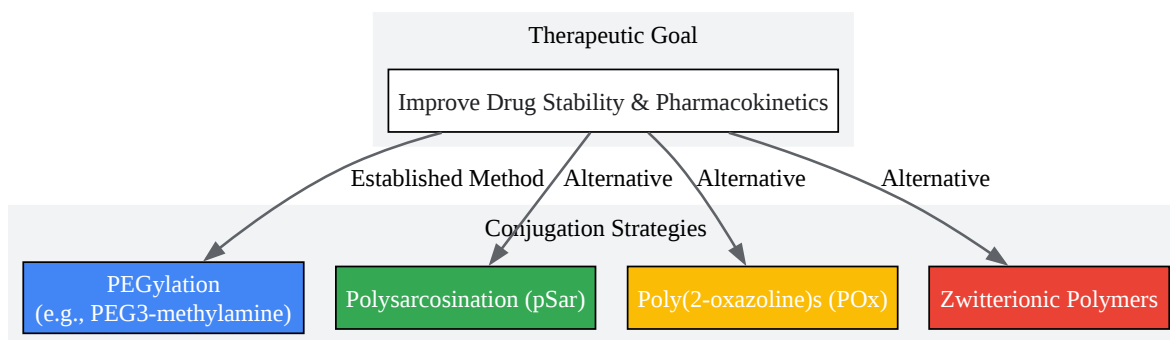 Therapeutic Goal
Improve Drug Stability & Pharmacokinetics
Established Method
Alternative
Alternative
Alternative
Conjugation Strategies
PEGylation
(e.g., PEG3-methylamine)
Polysarcosination (pSar)
Poly(2-oxazoline)s (POx)
Zwitterionic Polymers